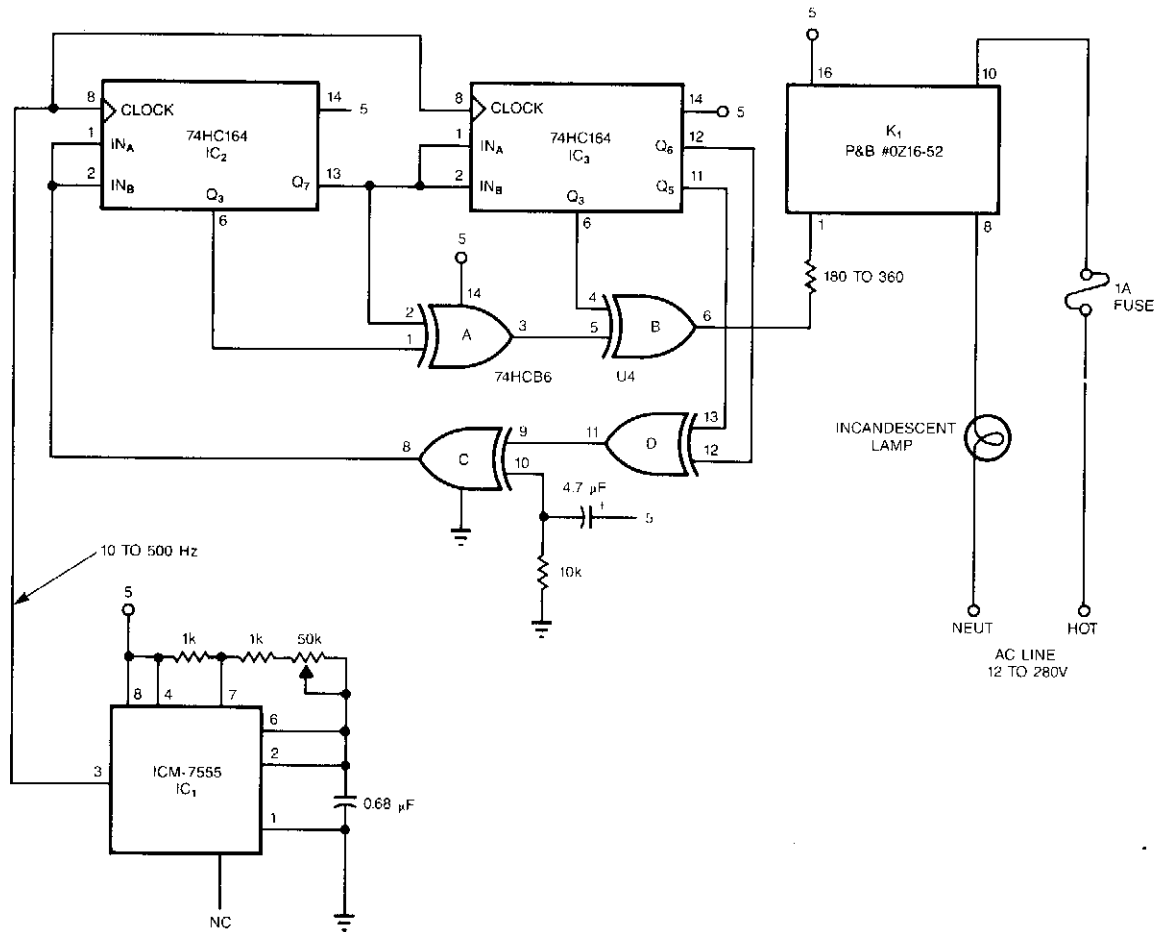 5
16
10
K1
P&B #0Z16-52
1
8
180 TO 360
1A
FUSE
INCANDESCENT
LAMP
NEUT
HOT
AC LINE
12 TO 280V
8
CLOCK
14
5
1
INA
74HC164
IC2
2
INB
Q3
Q7
13
6
8
CLOCK
14
5
1
INA
74HC164
IC3
Q6
12
2
INB
Q5
11
Q3
6
5
14
2
1
A
3
74HCB6
4
5
B
6
U4
13
12
D
11
9
10
C
8
4.7 µF
+
5
10k
10 TO 500 Hz
5
1k
1k
50k
8
4
7
6
2
1
3
ICM-7555
IC1
0.68 µF
NC